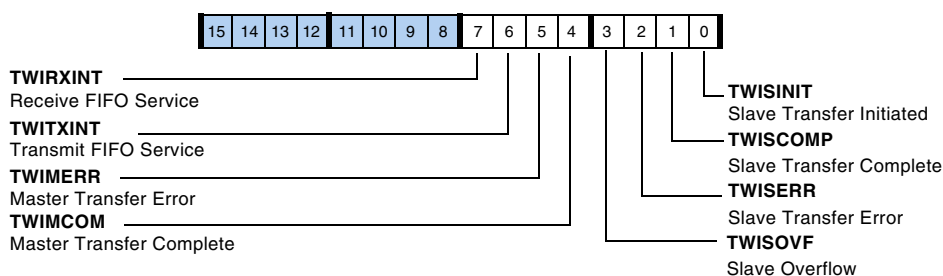 15 14 13 12 11 10 9 8 7 6 5 4 3 2 1 0
TWIRXINT
Receive FIFO Service
TWITXINT
Transmit FIFO Service
TWIMERR
Master Transfer Error
TWIMCOM
Master Transfer Complete
TWISINIT
Slave Transfer Initiated
TWISCOMP
Slave Transfer Complete
TWISERR
Slave Transfer Error
TWISOVF
Slave Overflow